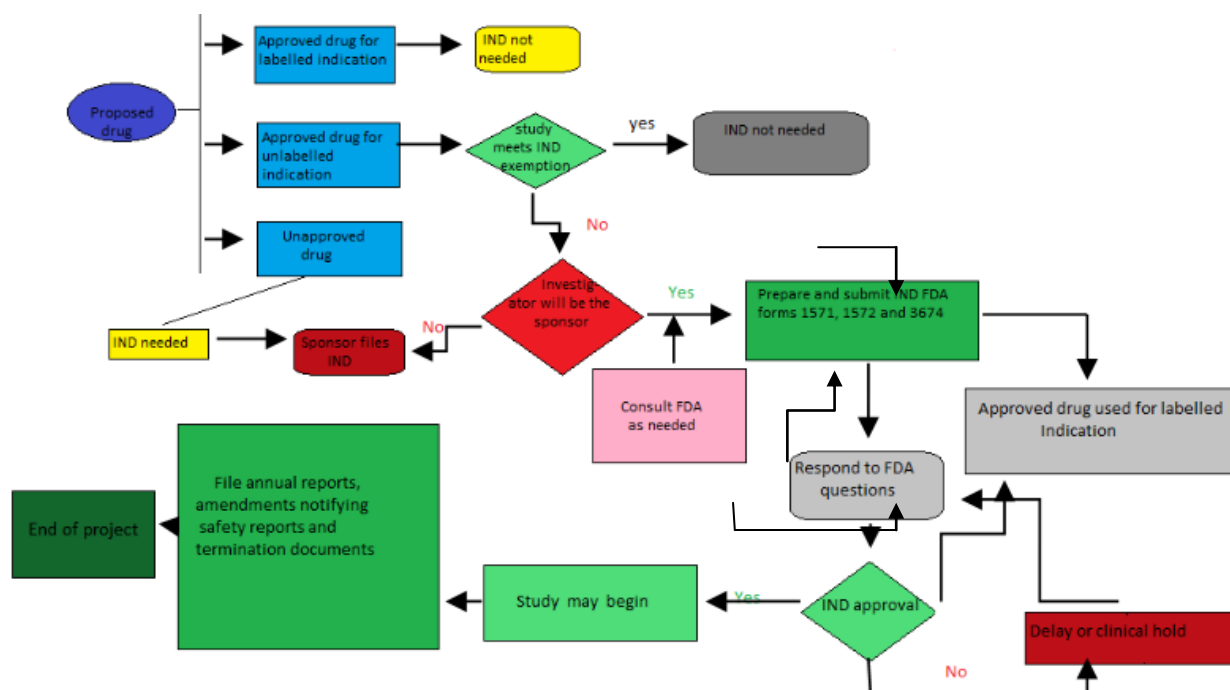 Proposed
drug
Approved drug for
labelled indication
IND not
needed
Approved drug for
unlabelled
indication
study
meets IND
exemption
yes
IND not needed
No
Unapproved
drug
IND needed
Sponsor files
IND
No
Investig-
ator will be the
sponsor
Yes
Prepare and submit IND FDA
forms 1571, 1572 and 3674
Consult FDA
as needed
Approved drug used for labelled
Indication
Respond to FDA
questions
IND approval
Yes
No
Delay or clinical hold
Study may begin
File annual reports,
amendments notifying
safety reports and
termination documents
End of project